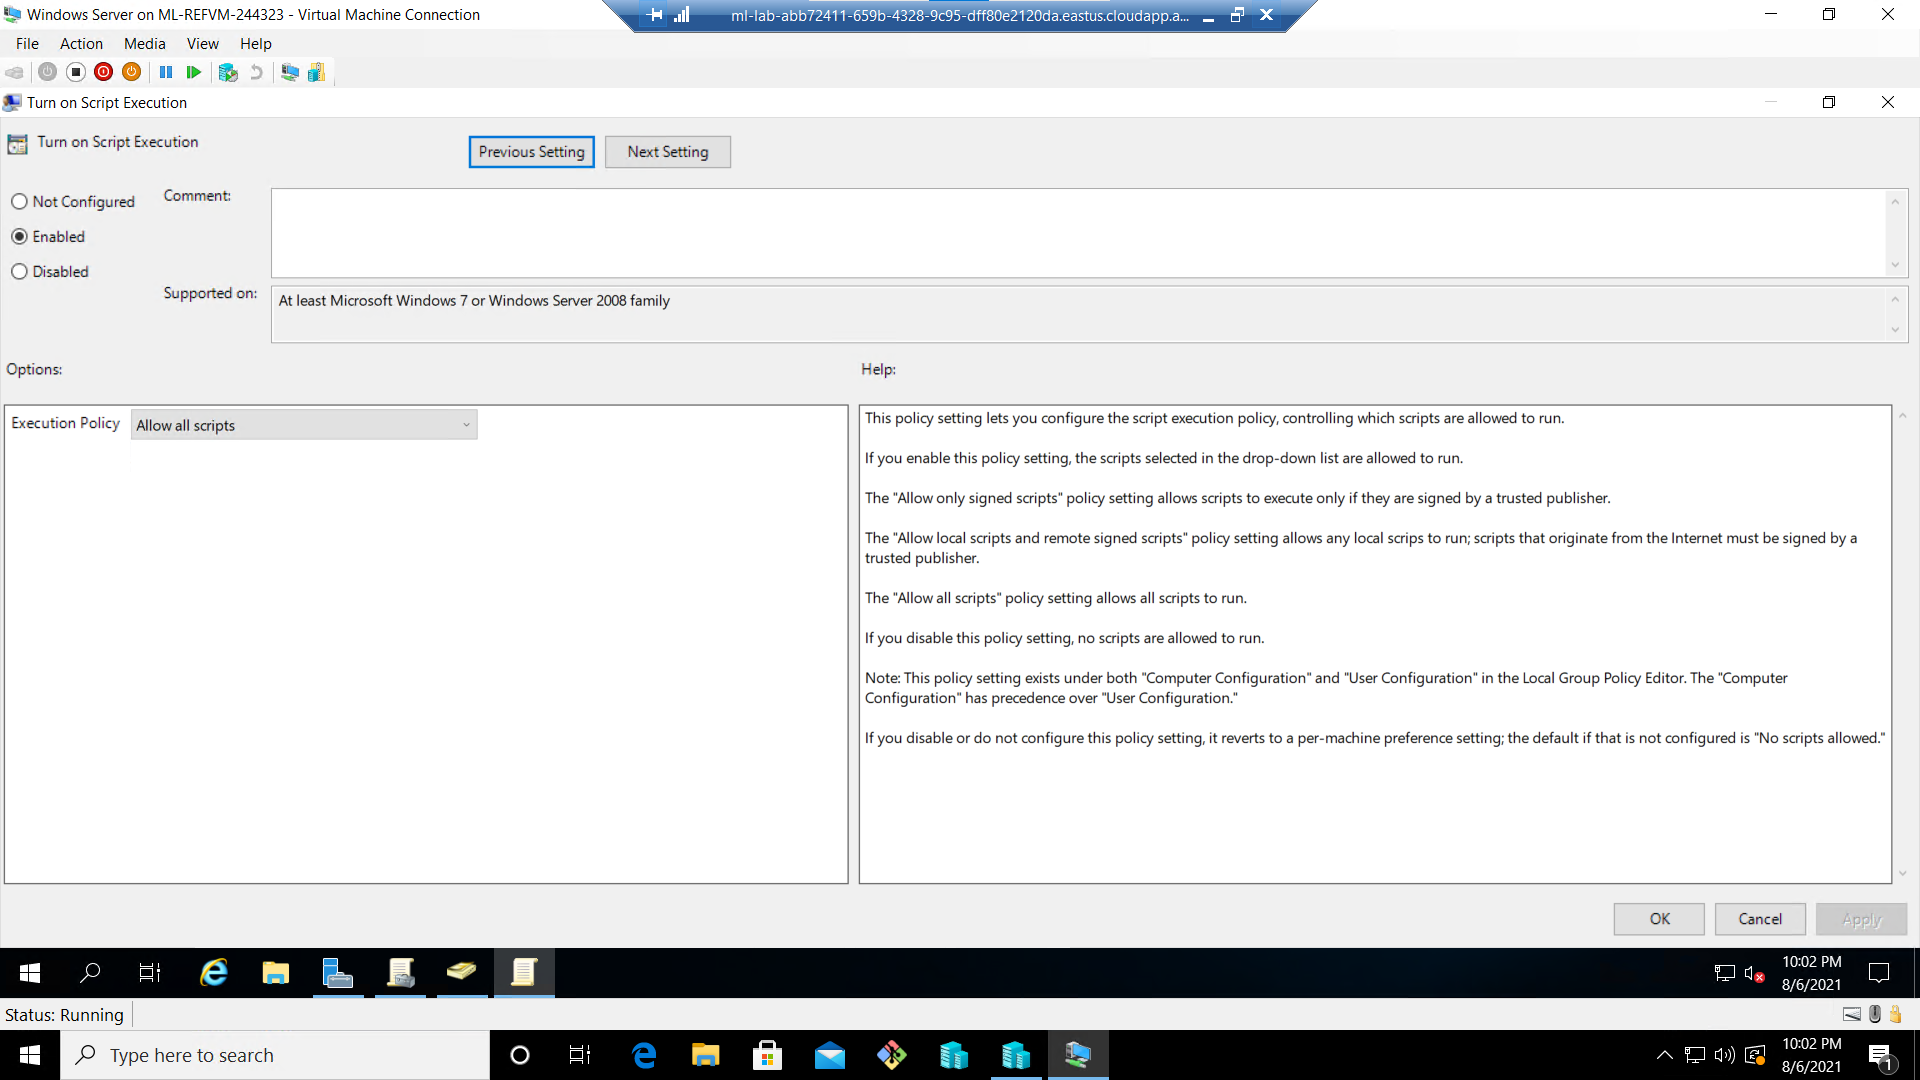 Windows Server on ML-REFVM-244323 - Virtual Machine Connection
ml-lab-abb72411-659b-4328-9c95-dff80e2120da.eastus.cloudapp.a...
File Action Media View Help
Turn on Script Execution
Turn on Script Execution
Previous Setting
Next Setting
Not Configured
Comment:
Enabled
Disabled
Supported on:
At least Microsoft Windows 7 or Windows Server 2008 family
Options:
Help:
Execution Policy
Allow all scripts
This policy setting lets you configure the script execution policy, controlling which scripts are allowed to run.
If you enable this policy setting, the scripts selected in the drop-down list are allowed to run.
The "Allow only signed scripts" policy setting allows scripts to execute only if they are signed by a trusted publisher.
The "Allow local scripts and remote signed scripts" policy setting allows any local scrips to run; scripts that originate from the Internet must be signed by a
trusted publisher.
The "Allow all scripts" policy setting allows all scripts to run.
If you disable this policy setting, no scripts are allowed to run.
Note: This policy setting exists under both "Computer Configuration" and "User Configuration" in the Local Group Policy Editor. The "Computer
Configuration" has precedence over "User Configuration."
If you disable or do not configure this policy setting, it reverts to a per-machine preference setting; the default if that is not configured is "No scripts allowed."
OK
Cancel
Apply
10:02 PM
8/6/2021
Status: Running
Type here to search
10:02 PM
8/6/2021
1